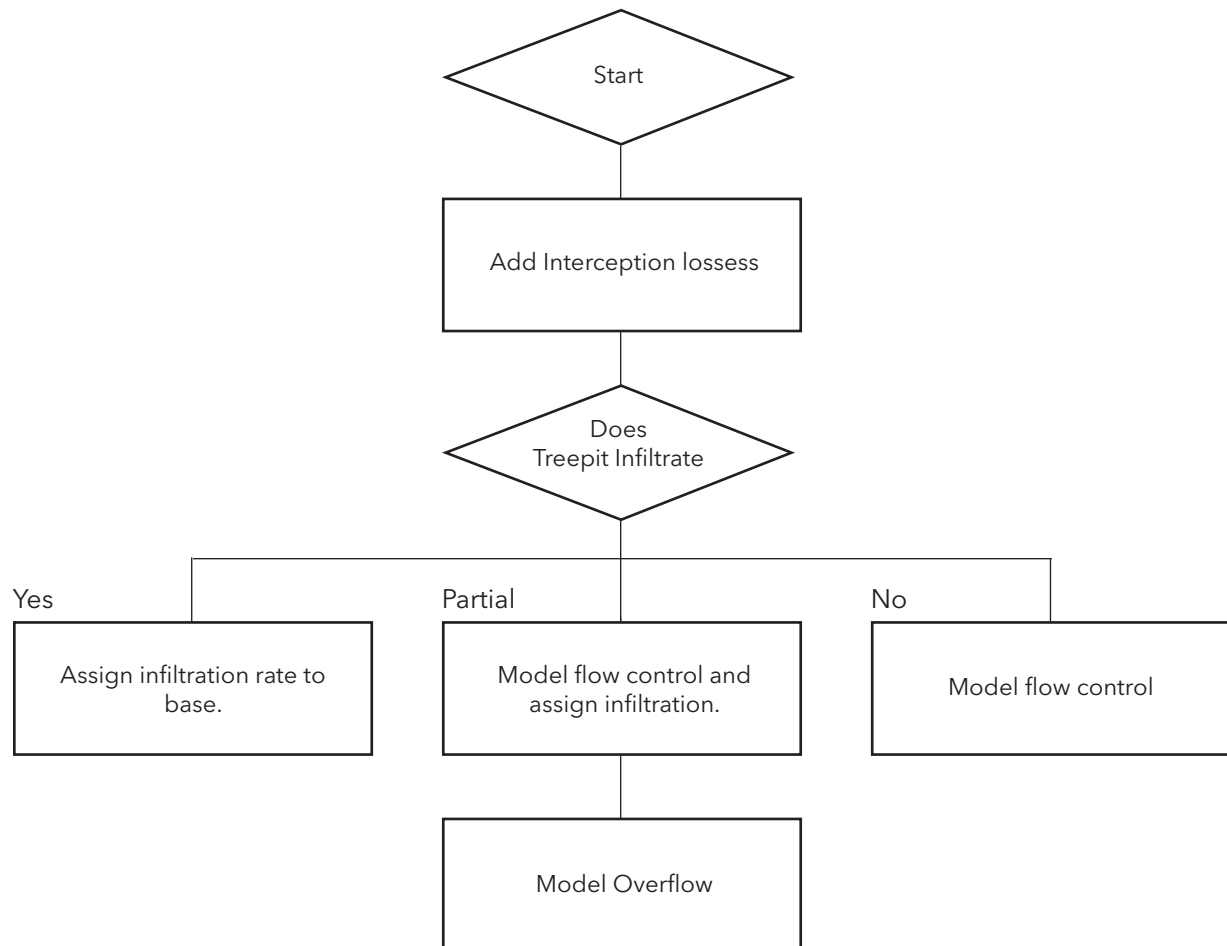 Start
Add Interception lossess
Does
Treepit Infiltrate
Yes
Partial
No
Assign infiltration rate to
base.
Model flow control and
assign infiltration.
Model flow control
Model Overflow